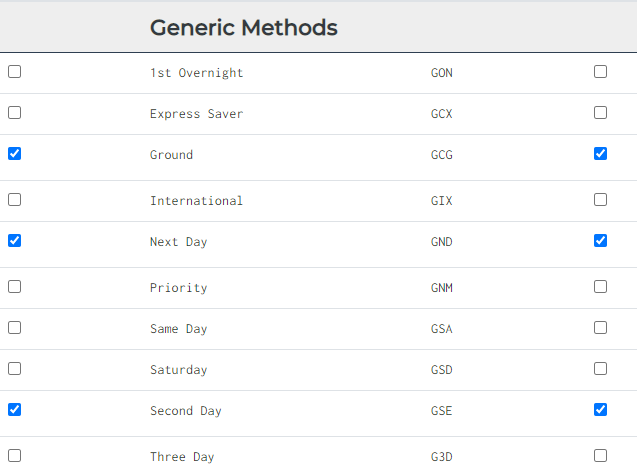 Generic Methods
1st Overnight GON
Express Saver GCX
Ground GCG
International GIX
Next Day GND
Priority GNM
Same Day GSA
Saturday GSD
Second Day GSE
Three Day G3D